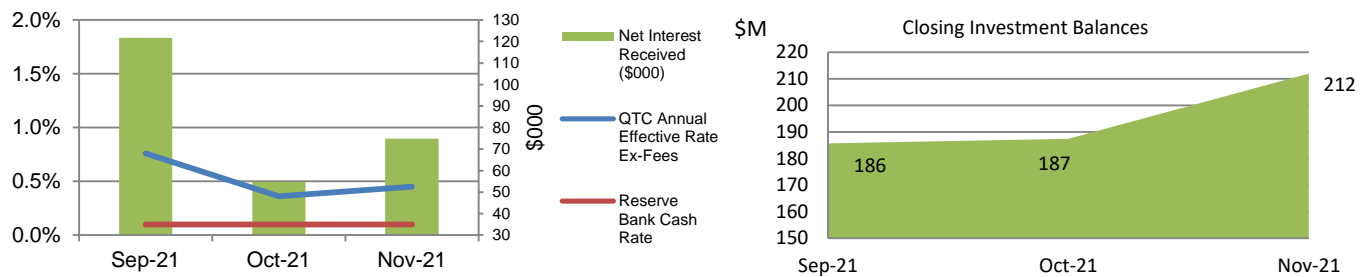 2.0%
1.5%
1.0%
0.5%
0.0%
130
120
110
100
90
80
70
60
50
40
30
$000
Sep-21
Oct-21
Nov-21
Net Interest
Received
($000)
QTC Annual
Effective Rate
Ex-Fees
Reserve
Bank Cash
Rate
$M
Closing Investment Balances
220
210
200
190
180
170
160
150
186
187
212
Sep-21
Oct-21
Nov-21